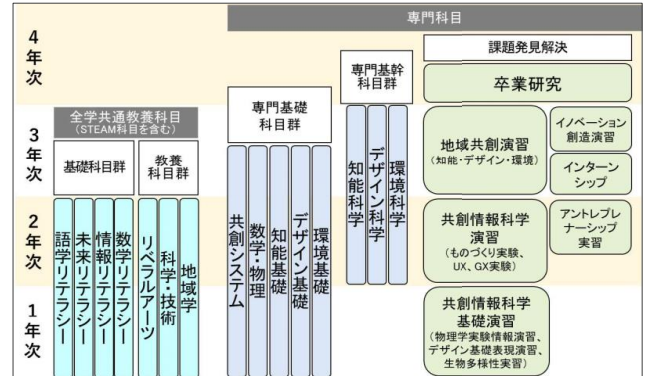 専門科目
4年次
課題発見解決
専門基幹
科目群
卒業研究
専門基礎
科目群
全学共通教養科目
(STEAM科目を含む)
3年次
地域共創演習
(知能・デザイン・環境)
イノベーション
創造演習
基礎科目群
教養
科目群
インターン
シップ
知能科学
デザイン科学
環境科学
2年次
語学リテラシー
未来リテラシー
情報リテラシー
数学リテラシー
リベラルアーツ
科学・技術
地域学
共創システム
数学・物理
知能基礎
デザイン基礎
環境基礎
共創情報科学
演習
(ものづくり実験、
UX、GX実験)
アントレプレ
ナーシップ
実習
1年次
共創情報科学
基礎演習
(物理学実験情報演習、
デザイン基礎表現演習、
生物多様性実習)